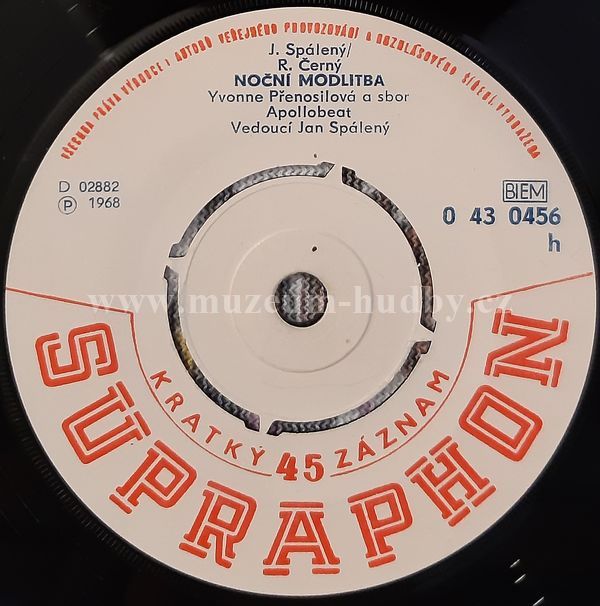 VŠECHNA PRÁVA VÝROBCE I AUTORŮ VEŘEJNÉHO PROVOZOVÁNÍ A ROZHLASOVÉHO ŠÍŘENÍ VYHRAŽENA
J. Spálený/
R. Černý
NOČNÍ MODLITBA
Yvonne Přenosilová a sbor
Apollobeat
Vedoucí Jan Spálený
D 02882
Ⓟ 1968
BIEM
0 43 0456
h
www.muzeum-hudby.cz
KRATKÝ 45 ZÁZNAM
SUPRAPHON